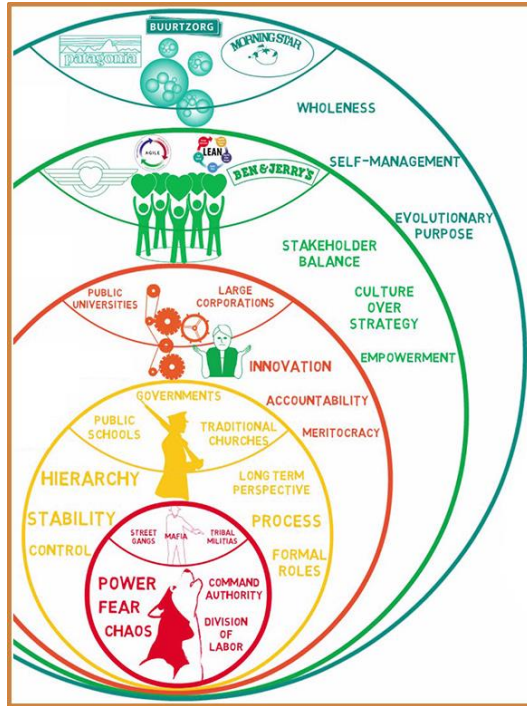 BUURTZORG
patagonia
MORNING STAR
WHOLENESS
AGILE
LEAN
BEN & JERRY'S
SELF-MANAGEMENT
EVOLUTIONARY
PURPOSE
STAKEHOLDER
BALANCE
CULTURE
OVER
STRATEGY
EMPOWERMENT
PUBLIC
UNIVERSITIES
LARGE
CORPORATIONS
INNOVATION
ACCOUNTABILITY
MERITOCRACY
GOVERNMENTS
PUBLIC
SCHOOLS
TRADITIONAL
CHURCHES
HIERARCHY
STABILITY
CONTROL
LONG TERM
PERSPECTIVE
PROCESS
FORMAL
ROLES
STREET
GANGS
MAFIA
TRIBAL
MILITIAS
POWER
FEAR
CHAOS
COMMAND
AUTHORITY
DIVISION OF
LABOR